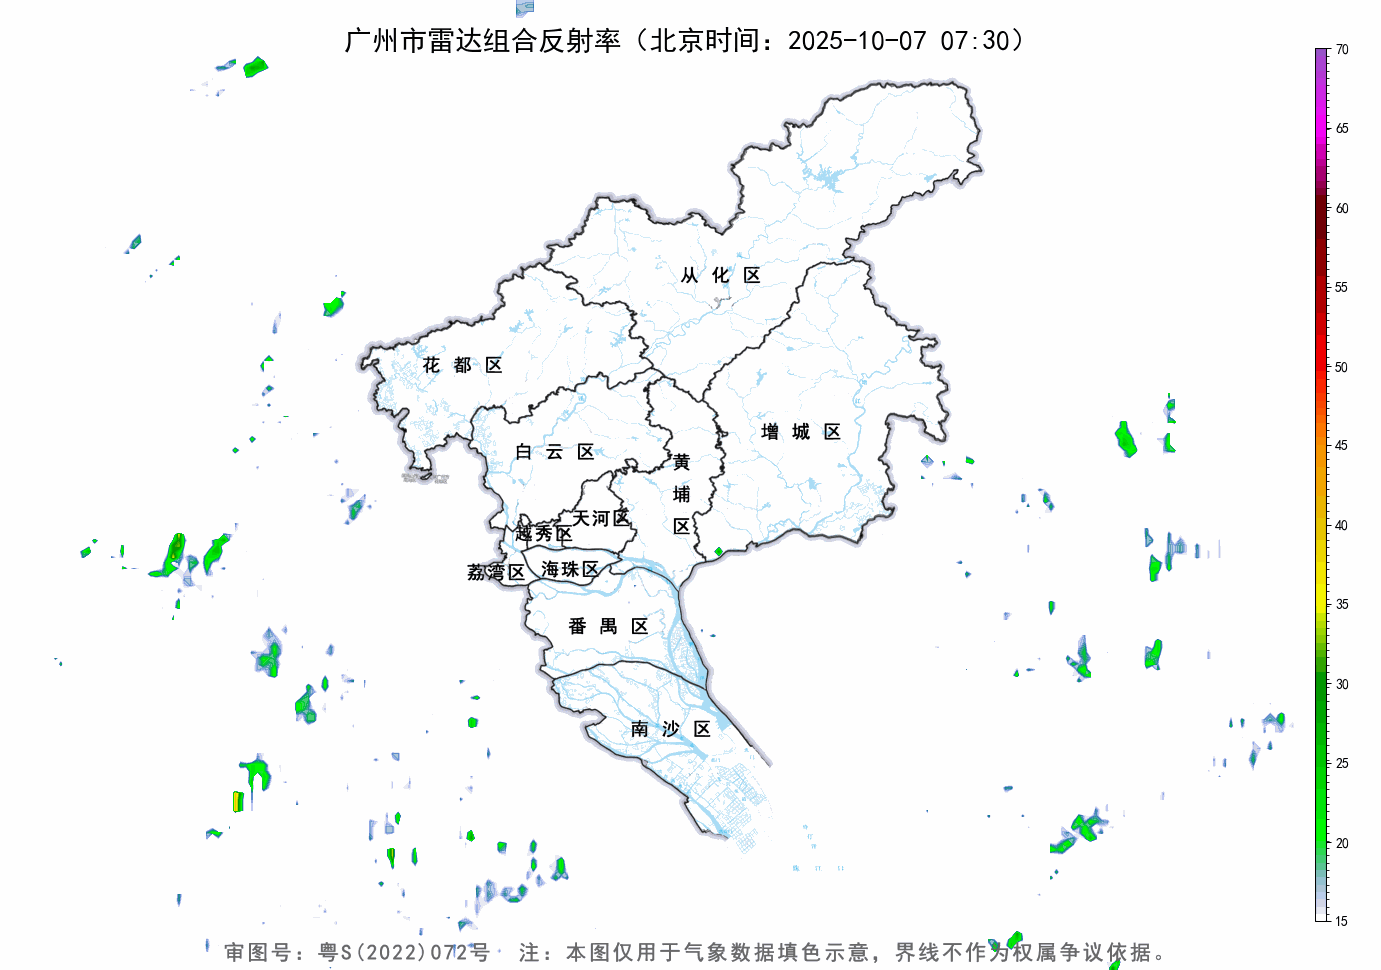 广州市雷达组合反射率（北京时间：2025-10-07 07:30）
70
65
60
55
50
45
40
35
30
25
20
15
从化区
花都区
增城区
白云区
黄埔区
天河区
越秀区
荔湾区
海珠区
番禺区
南沙区
审图号：粤S(2022)072号 注：本图仅用于气象数据填色示意，界线不作为权属争议依据。